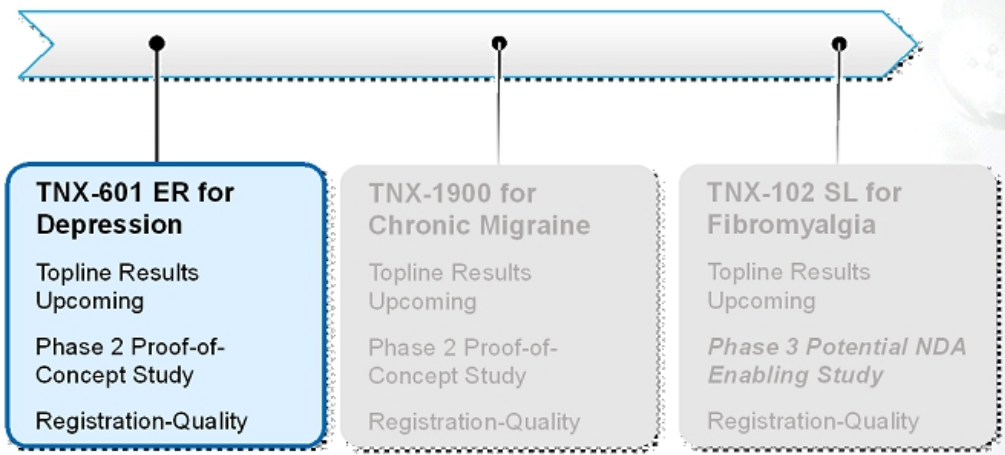 TNX-601 ER for
Depression
Topline Results
Upcoming
Phase 2 Proof-of-
Concept Study
Registration-Quality
TNX-1900 for
Chronic Migraine
Topline Results
Upcoming
Phase 2 Proof-of-
Concept Study
Registration-Quality
TNX-102 SL for
Fibromyalgia
Topline Results
Upcoming
Phase 3 Potential NDA
Enabling Study
Registration-Quality